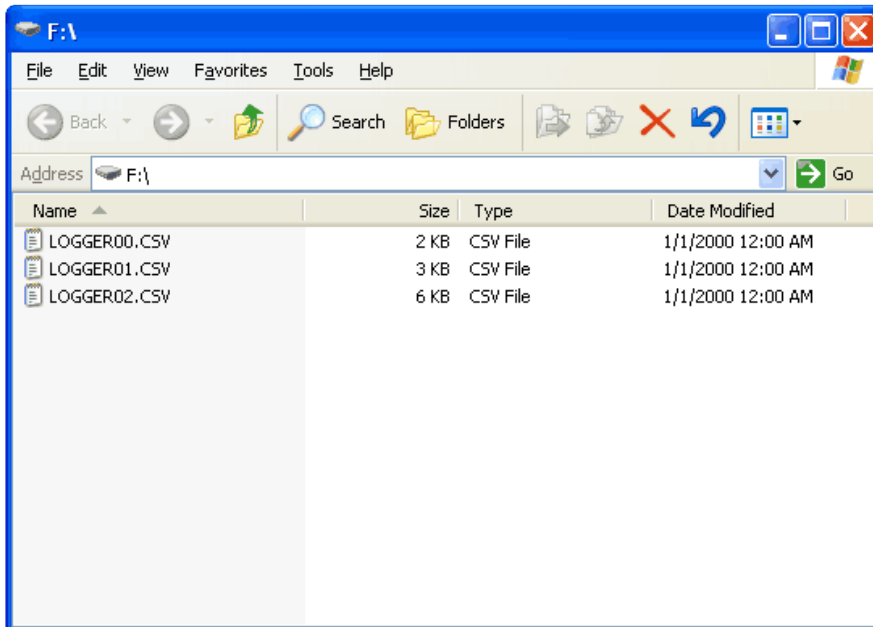 F:\
File Edit View Favorites Tools Help
Back Search Folders
Address F:\ Go
Name Size Type Date Modified
LOGGER00.CSV 2 KB CSV File 1/1/2000 12:00 AM
LOGGER01.CSV 3 KB CSV File 1/1/2000 12:00 AM
LOGGER02.CSV 6 KB CSV File 1/1/2000 12:00 AM